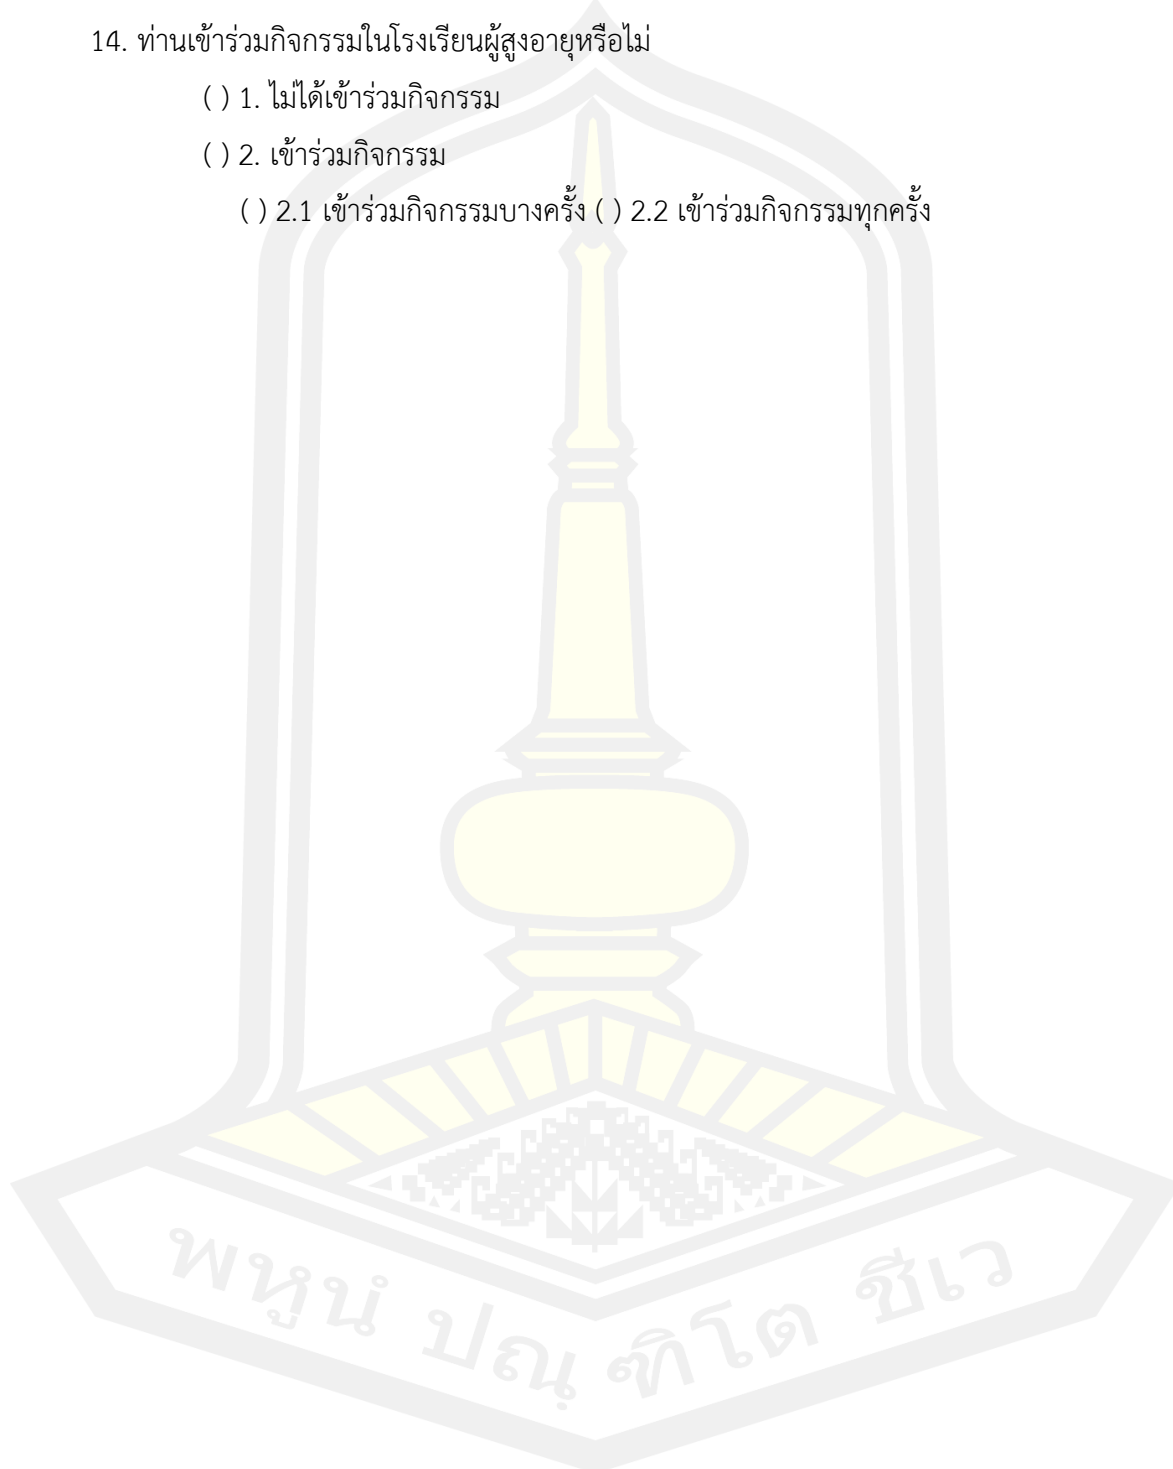 14. ท่านเข้าร่วมกิจกรรมในโรงเรียนผู้สูงอายุหรือไม่
( ) 1. ไม่ได้เข้าร่วมกิจกรรม
( ) 2. เข้าร่วมกิจกรรม
( ) 2.1 เข้าร่วมกิจกรรมบางครั้ง ( ) 2.2 เข้าร่วมกิจกรรมทุกครั้ง
พหูนํ ปณฺฑิโต ชีเว